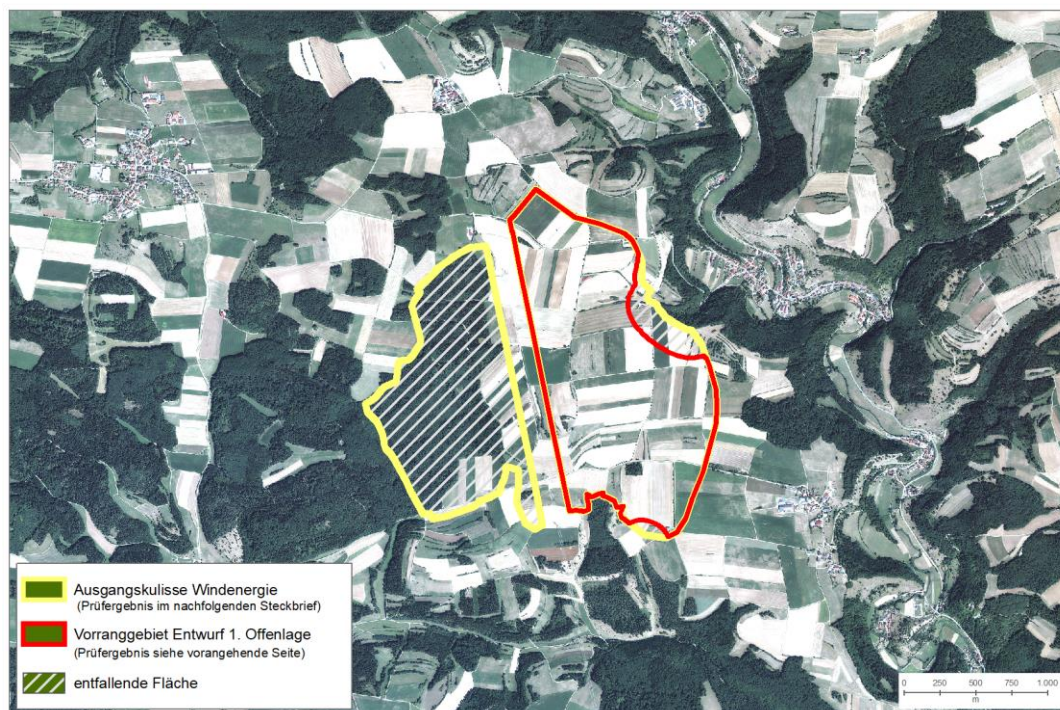 Ausgangskulisse Windenergie
(Prüfergebnis im nachfolgenden Steckbrief)
Vorranggebiet Entwurf 1. Offenlage
(Prüfergebnis siehe vorangehende Seite)
entfallende Fläche
0 250 500 750 1.000
m